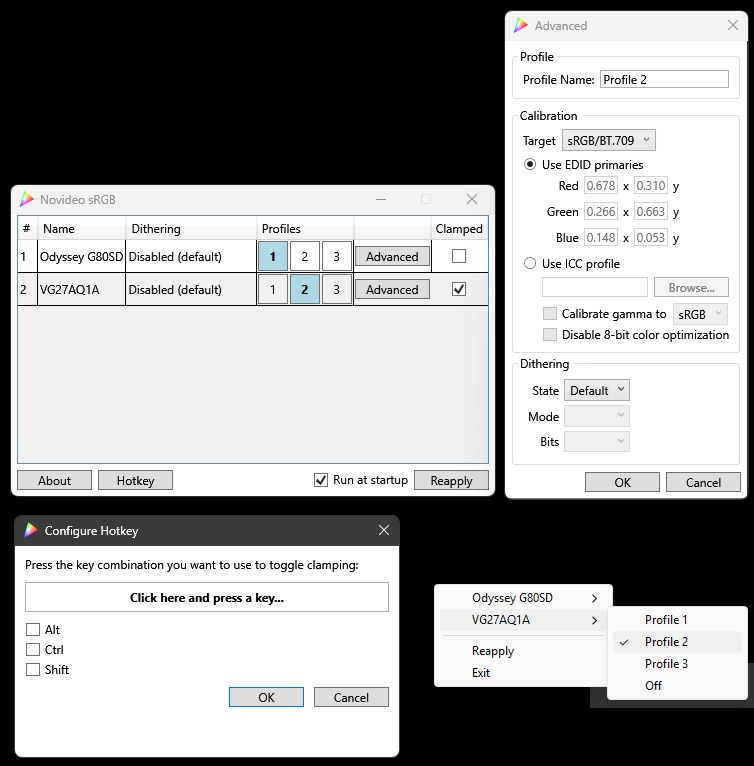 Advanced
Profile
Profile Name: Profile 2
Calibration
Target sRGB/BT.709
Use EDID primaries
Red 0.678 x 0.310 y
Green 0.266 x 0.663 y
Blue 0.148 x 0.053 y
Use ICC profile
Browse...
Calibrate gamma to sRGB
Disable 8-bit color optimization
Dithering
State Default
Mode
Bits
OK Cancel
Novideo sRGB
# Name Dithering Profiles Clamped
1 Odyssey G80SD Disabled (default) 1 2 3 Advanced
2 VG27AQ1A Disabled (default) 1 2 3 Advanced
About Hotkey Run at startup Reapply
Configure Hotkey
Press the key combination you want to use to toggle clamping:
Click here and press a key...
Alt
Ctrl
Shift
OK Cancel
Odyssey G80SD
VG27AQ1A
Reapply
Exit
Profile 1
Profile 2
Profile 3
Off